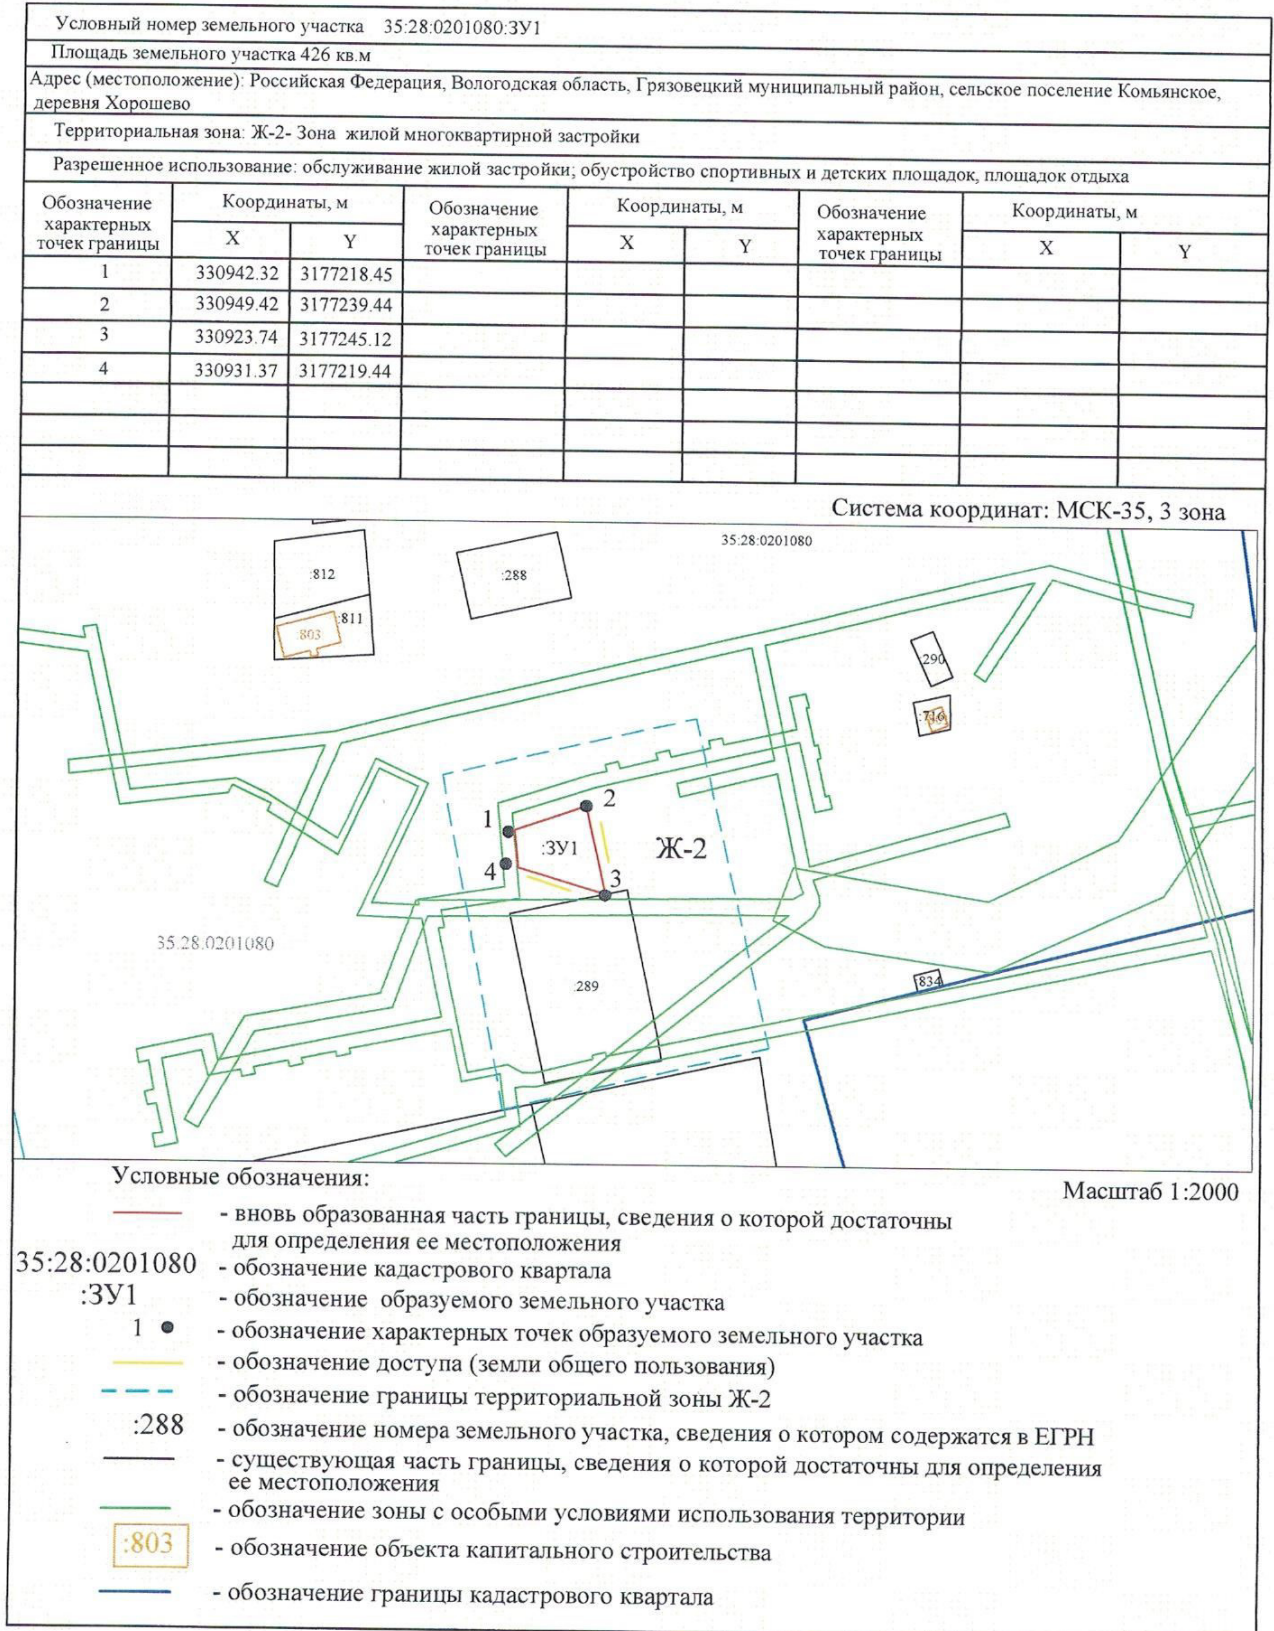 Условный номер земельного участка 35:28:0201080:ЗУ1
Площадь земельного участка 426 кв.м
Адрес (местоположение): Российская Федерация, Вологодская область, Грязовецкий муниципальный район, сельское поселение Комьянское,
деревня Хорошево
Территориальная зона: Ж-2- Зона жилой многоквартирной застройки
Разрешенное использование: обслуживание жилой застройки; обустройство спортивных и детских площадок, площадок отдыха
Обозначение характерных точек границы Координаты, м Обозначение характерных точек границы Координаты, м Обозначение характерных точек границы Координаты, м
X Y X Y X Y
1 330942.32 3177218.45
2 330949.42 3177239.44
3 330923.74 3177245.12
4 330931.37 3177219.44
Система координат: МСК-35, 3 зона
35:28:0201080
:812
:288
:811
803
:290
:716
2
1
:ЗУ1
Ж-2
4
3
35:28:0201080
:289
:834
Условные обозначения:
Масштаб 1:2000
- вновь образованная часть границы, сведения о которой достаточны
для определения ее местоположения
35:28:0201080 - обозначение кадастрового квартала
:ЗУ1 - обозначение образуемого земельного участка
1 - обозначение характерных точек образуемого земельного участка
- обозначение доступа (земли общего пользования)
- обозначение границы территориальной зоны Ж-2
:288 - обозначение номера земельного участка, сведения о котором содержатся в ЕГРН
- существующая часть границы, сведения о которой достаточны для определения
ее местоположения
- обозначение зоны с особыми условиями использования территории
:803 - обозначение объекта капитального строительства
- обозначение границы кадастрового квартала